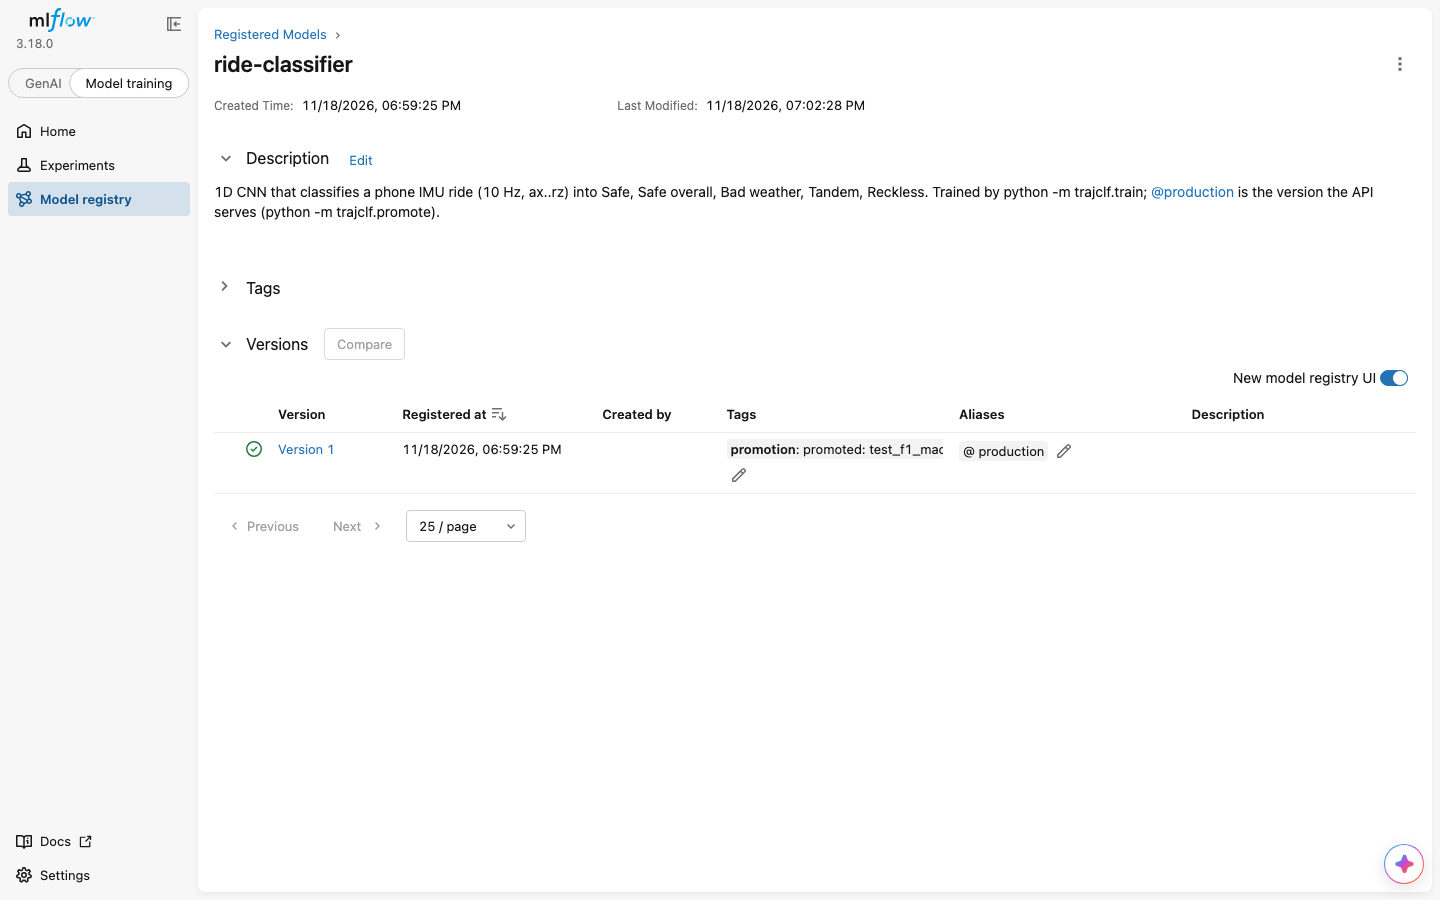 mlflow
3.18.0
GenAI
Model training
Home
Experiments
Model registry
Docs
Settings
Registered Models
ride-classifier
Created Time: 11/18/2026, 06:59:25 PM
Last Modified: 11/18/2026, 07:02:28 PM
Description Edit
1D CNN that classifies a phone IMU ride (10 Hz, ax..rz) into Safe, Safe overall, Bad weather, Tandem, Reckless. Trained by python -m trajclf.train; @production is the version the API
serves (python -m trajclf.promote).
Tags
Versions Compare
New model registry UI
Version Registered at Created by Tags Aliases Description
Version 1 11/18/2026, 06:59:25 PM promotion: promoted: test_f1_mac @ production
Previous Next 25 / page